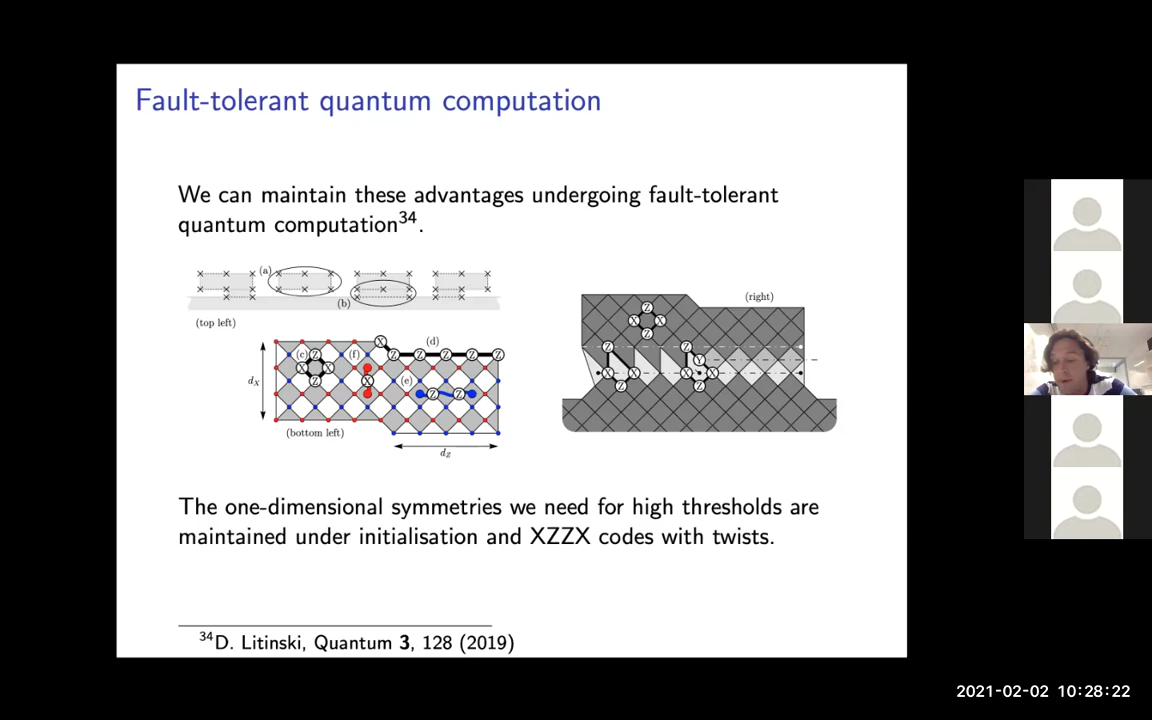 Fault-tolerant quantum computation
We can maintain these advantages undergoing fault-tolerant
quantum computation³⁴.
(a)
(b)
(top left)
(right)
Z
X X
Z
X
Z Z Z Z Z
(d)
(c) Z (f)
X X
Z
X
(e)
Z Z
d_X
(bottom left)
d_Z
Z Z
Z
X X X X
Z Z
The one-dimensional symmetries we need for high thresholds are
maintained under initialisation and XZZX codes with twists.
³⁴D. Litinski, Quantum 3, 128 (2019)
2021-02-02 10:28:22